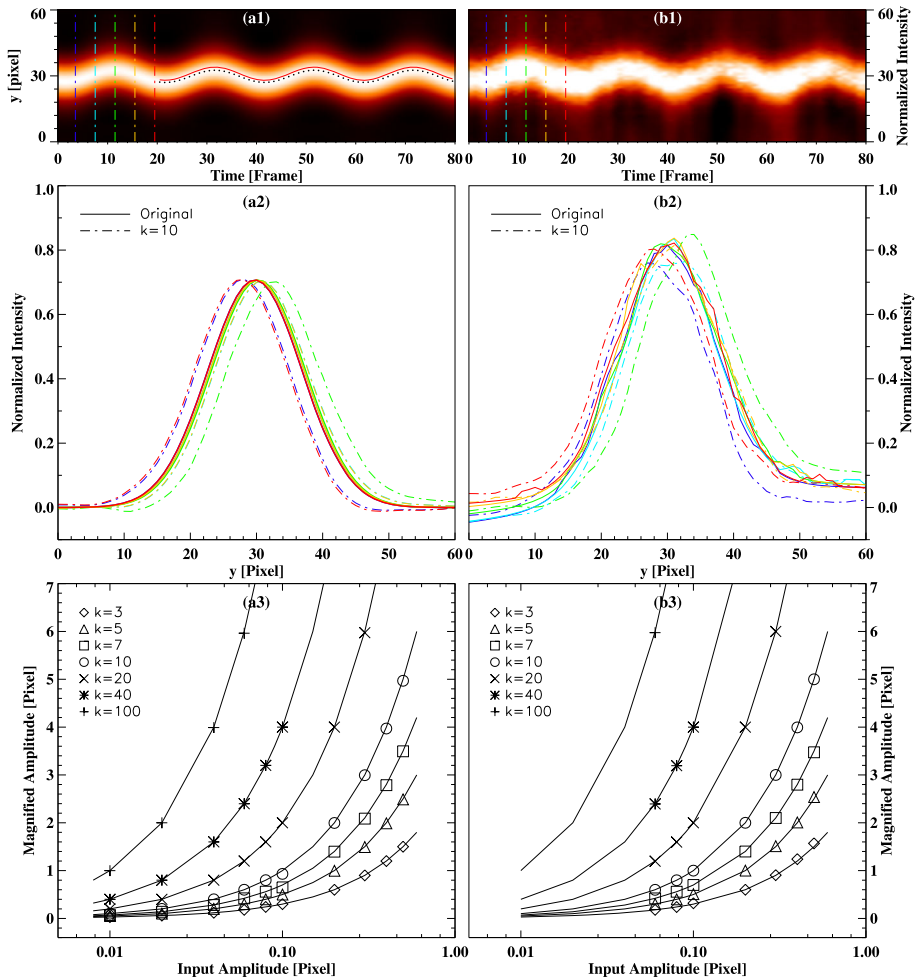 (a1)
60
30
0
y [pixel]
0 10 20 30 40 50 60 70 80
Time [Frame]
(b1)
60
30
0
Normalized Intensity
0 10 20 30 40 50 60 70 80
Time [Frame]
(a2)
Original
k=10
1.0
0.8
0.6
0.4
0.2
0.0
Normalized Intensity
0 10 20 30 40 50 60
y [Pixel]
(b2)
Original
k=10
1.0
0.8
0.6
0.4
0.2
0.0
Normalized Intensity
0 10 20 30 40 50 60
y [Pixel]
(a3)
k=3
k=5
k=7
k=10
k=20
k=40
k=100
7
6
5
4
3
2
1
0
Magnified Amplitude [Pixel]
0.01 0.10 1.00
Input Amplitude [Pixel]
(b3)
k=3
k=5
k=7
k=10
k=20
k=40
k=100
7
6
5
4
3
2
1
0
Magnified Amplitude [Pixel]
0.01 0.10 1.00
Input Amplitude [Pixel]